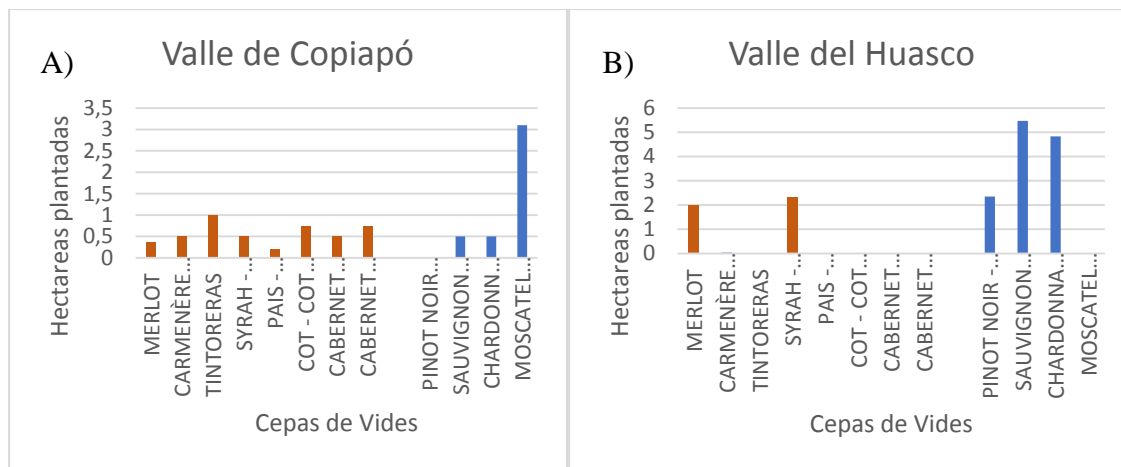 A)
Valle de Copiapó
Hectareas plantadas
3,5
3
2,5
2
1,5
1
0,5
0
MERLOT
CARMENÈRE…
TINTORERAS
SYRAH -…
PAIS -…
COT - COT…
CABERNET…
CABERNET…
PINOT NOIR…
SAUVIGNON…
CHARDONN…
MOSCATEL…
Cepas de Vides
B)
Valle del Huasco
Hectareas plantadas
6
5
4
3
2
1
0
MERLOT
CARMENÈRE…
TINTORERAS
SYRAH -…
PAIS -…
COT - COT…
CABERNET…
CABERNET…
PINOT NOIR -…
SAUVIGNON…
CHARDONNA…
MOSCATEL…
Cepas de Vides